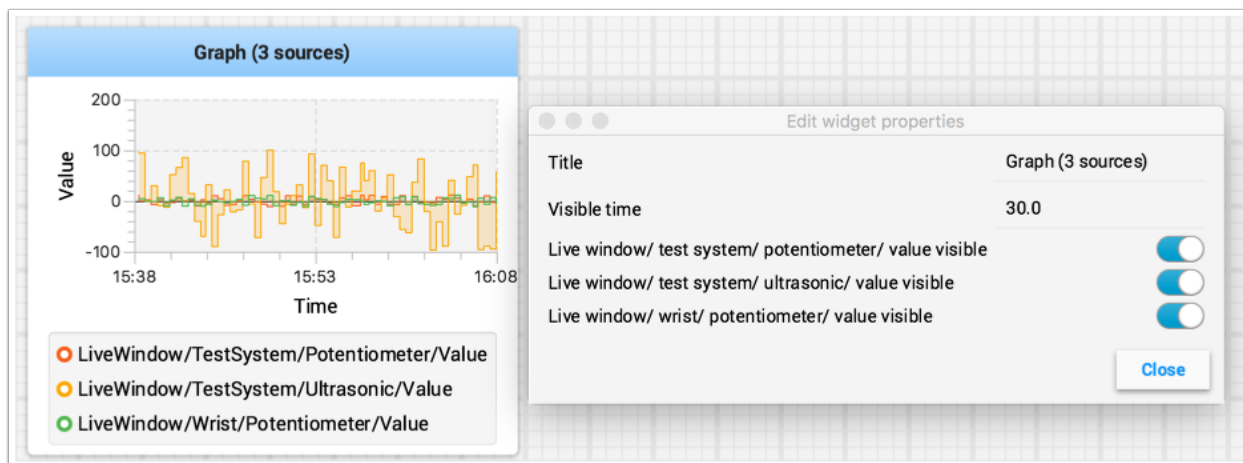 Graph (3 sources)
200
100
0
-100
Value
15:38
15:53
16:08
Time
LiveWindow/TestSystem/Potentiometer/Value
LiveWindow/TestSystem/Ultrasonic/Value
LiveWindow/Wrist/Potentiometer/Value
Edit widget properties
Title Graph (3 sources)
Visible time 30.0
Live window/ test system/ potentiometer/ value visible
Live window/ test system/ ultrasonic/ value visible
Live window/ wrist/ potentiometer/ value visible
Close